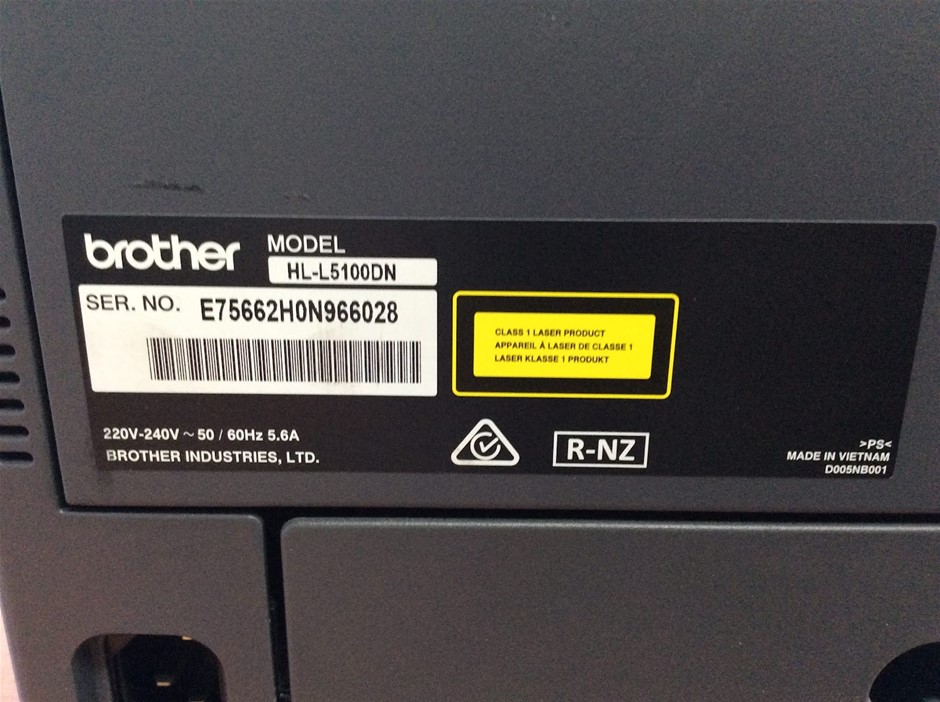 brother
MODEL
HL-L5100DN
SER. NO. E75662H0N966028
CLASS 1 LASER PRODUCT
APPAREIL À LASER DE CLASSE 1
LASER KLASSE 1 PRODUKT
220V-240V ~ 50 / 60Hz 5.6A
BROTHER INDUSTRIES, LTD.
R-NZ
>PS<
MADE IN VIETNAM
D005NB001